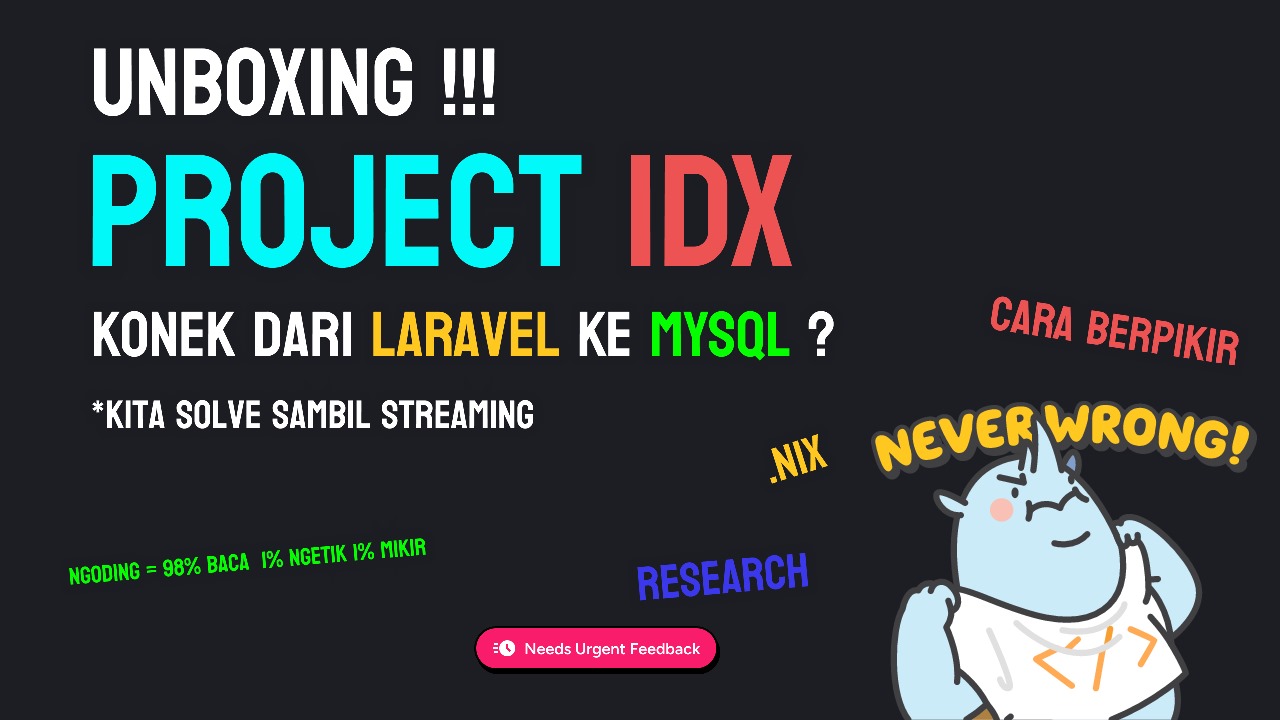 UNBOXING !!!
PROJECT IDX
KONEK DARI LARAVEL KE MYSQL ?
CARA BERPIKIR
*KITA SOLVE SAMBIL STREAMING
NEVER WRONG!
.NIX
NGODING = 98% BACA 1% NGETIK 1% MIKIR
RESEARCH
Needs Urgent Feedback